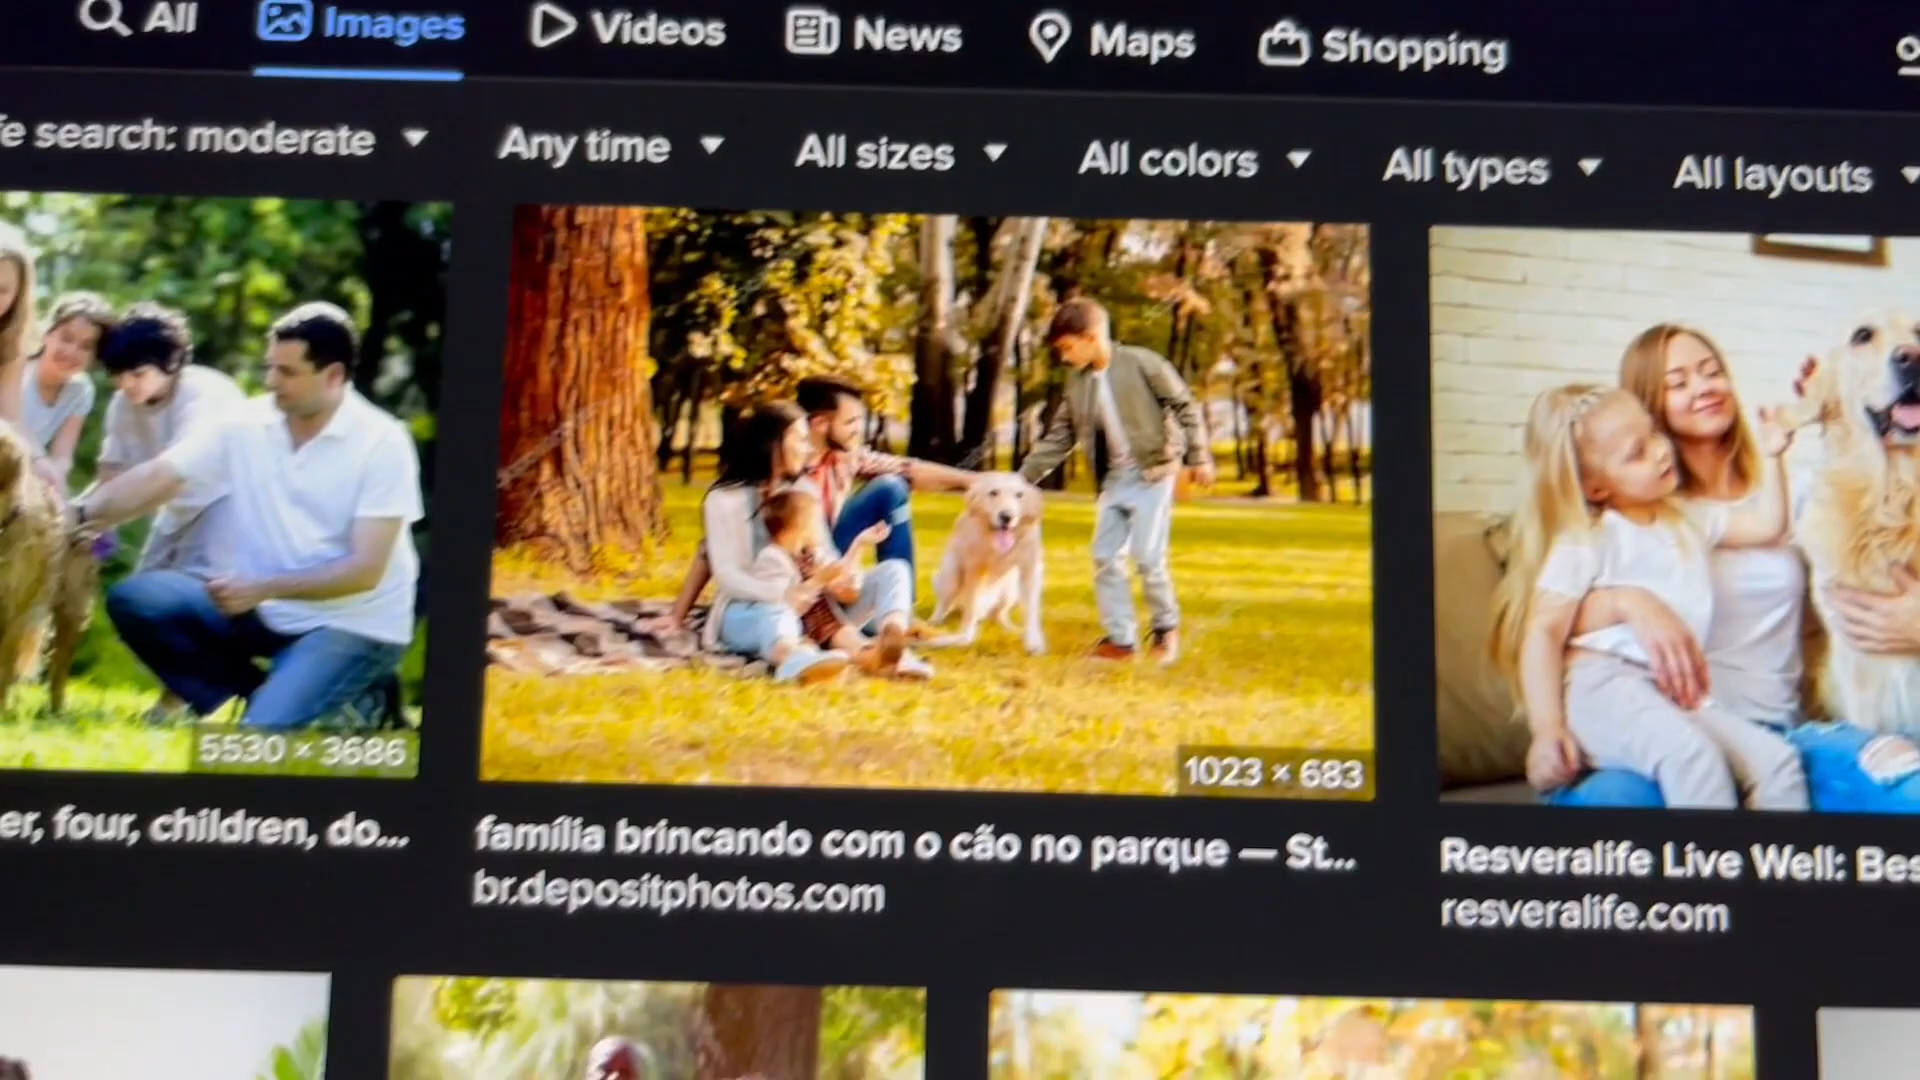 All
Images
Videos
News
Maps
Shopping
fe search: moderate
Any time
All sizes
All colors
All types
All layouts
5530 × 3686
1023 × 683
er, four, children, do...
família brincando com o cão no parque — St...
br.depositphotos.com
Resveralife Live Well: Bes
resveralife.com